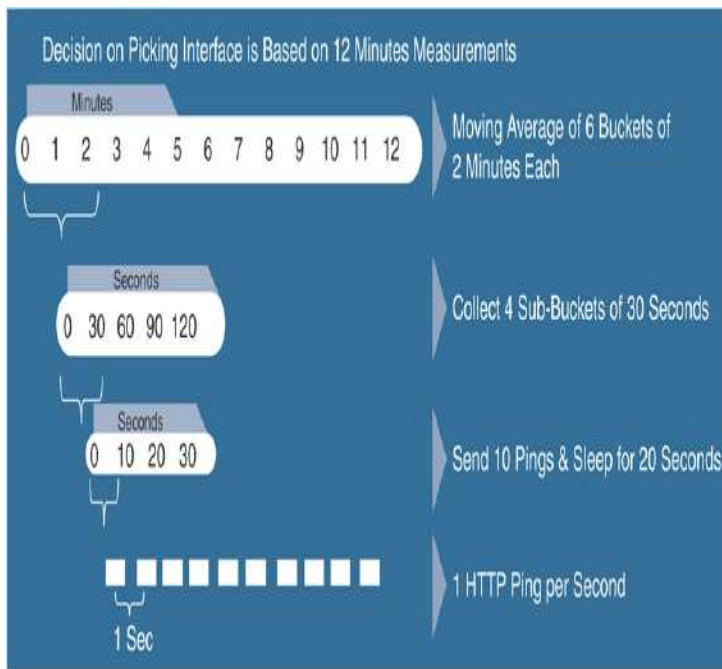 Decision on Picking Interface is Based on 12 Minutes Measurements
Minutes
0 1 2 3 4 5 6 7 8 9 10 11 12
Moving Average of 6 Buckets of
2 Minutes Each
Seconds
0 30 60 90 120
Collect 4 Sub-Buckets of 30 Seconds
Seconds
0 10 20 30
Send 10 Pings & Sleep for 20 Seconds
1 HTTP Ping per Second
1 Sec